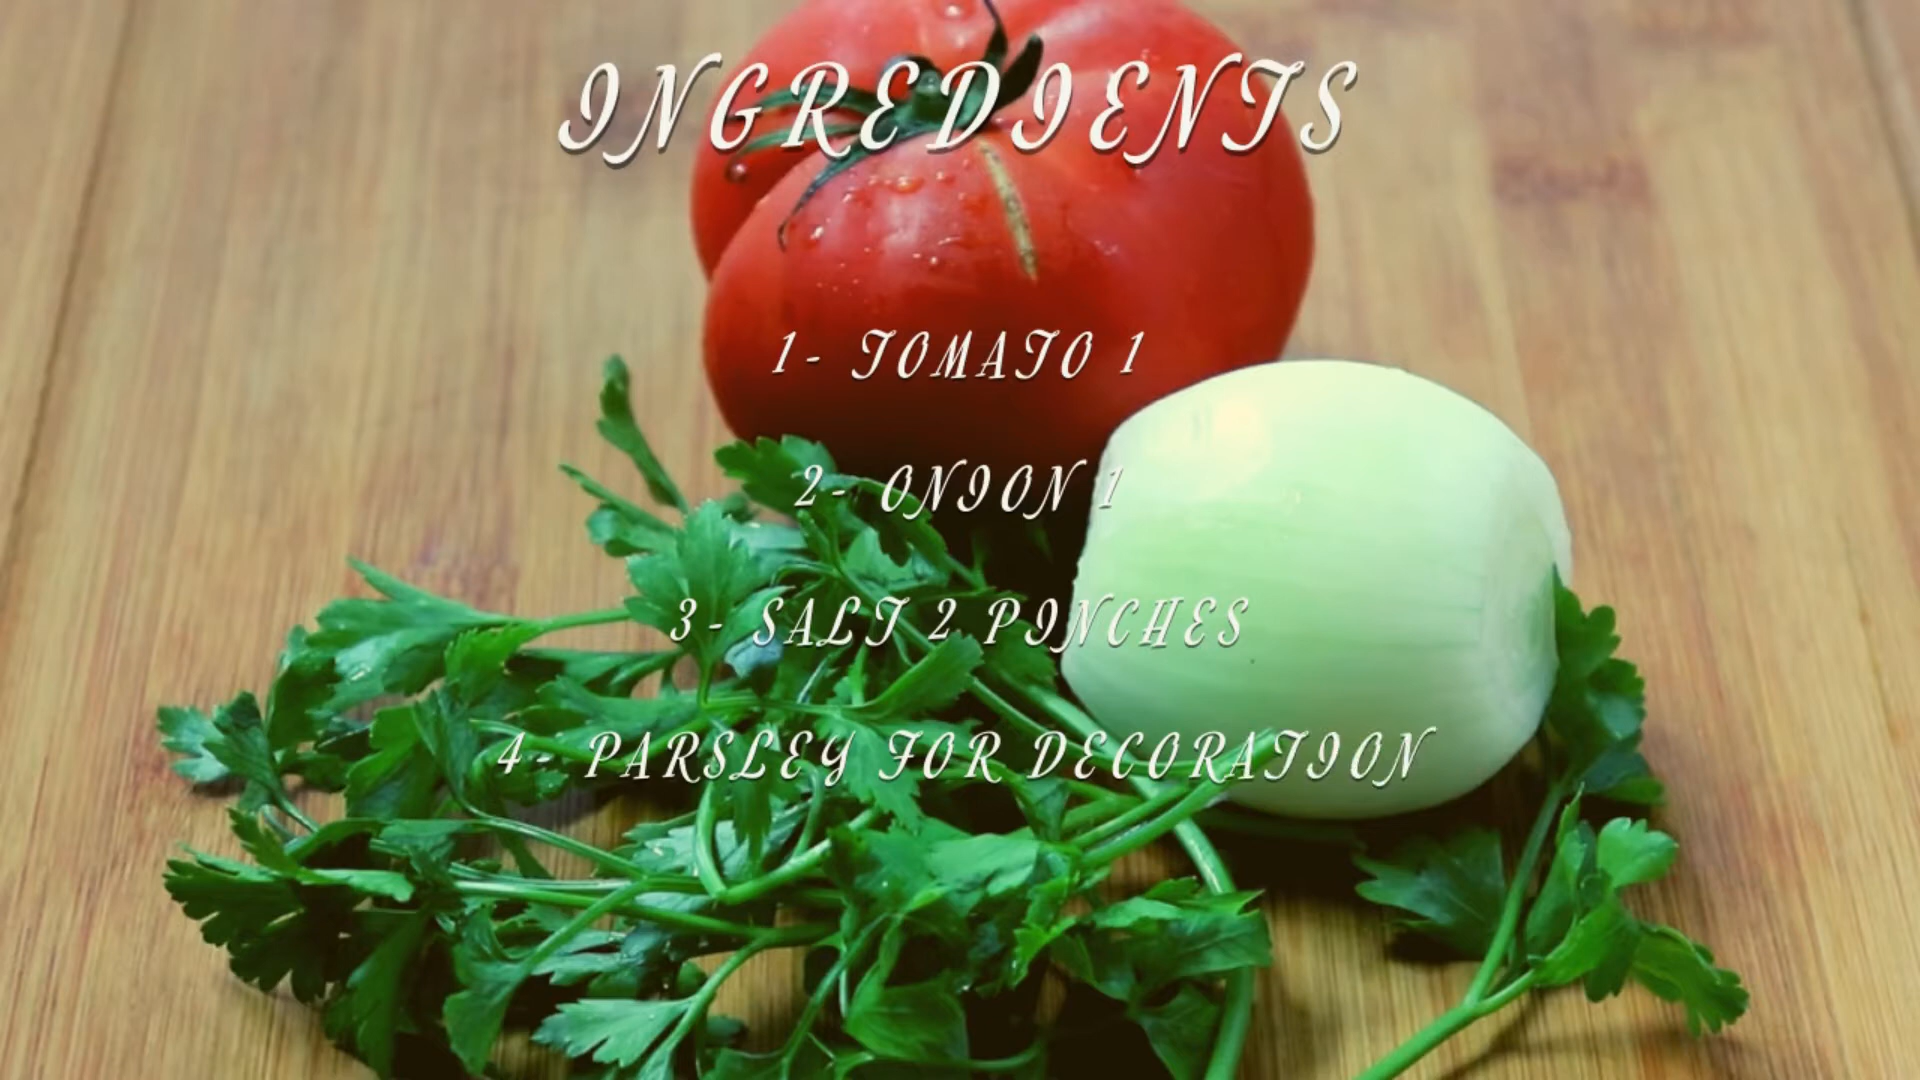 INGREDIENTS
1- TOMATO 1
2- ONION 1
3- SALT 2 PINCHES
4- PARSLEY FOR DECORATION